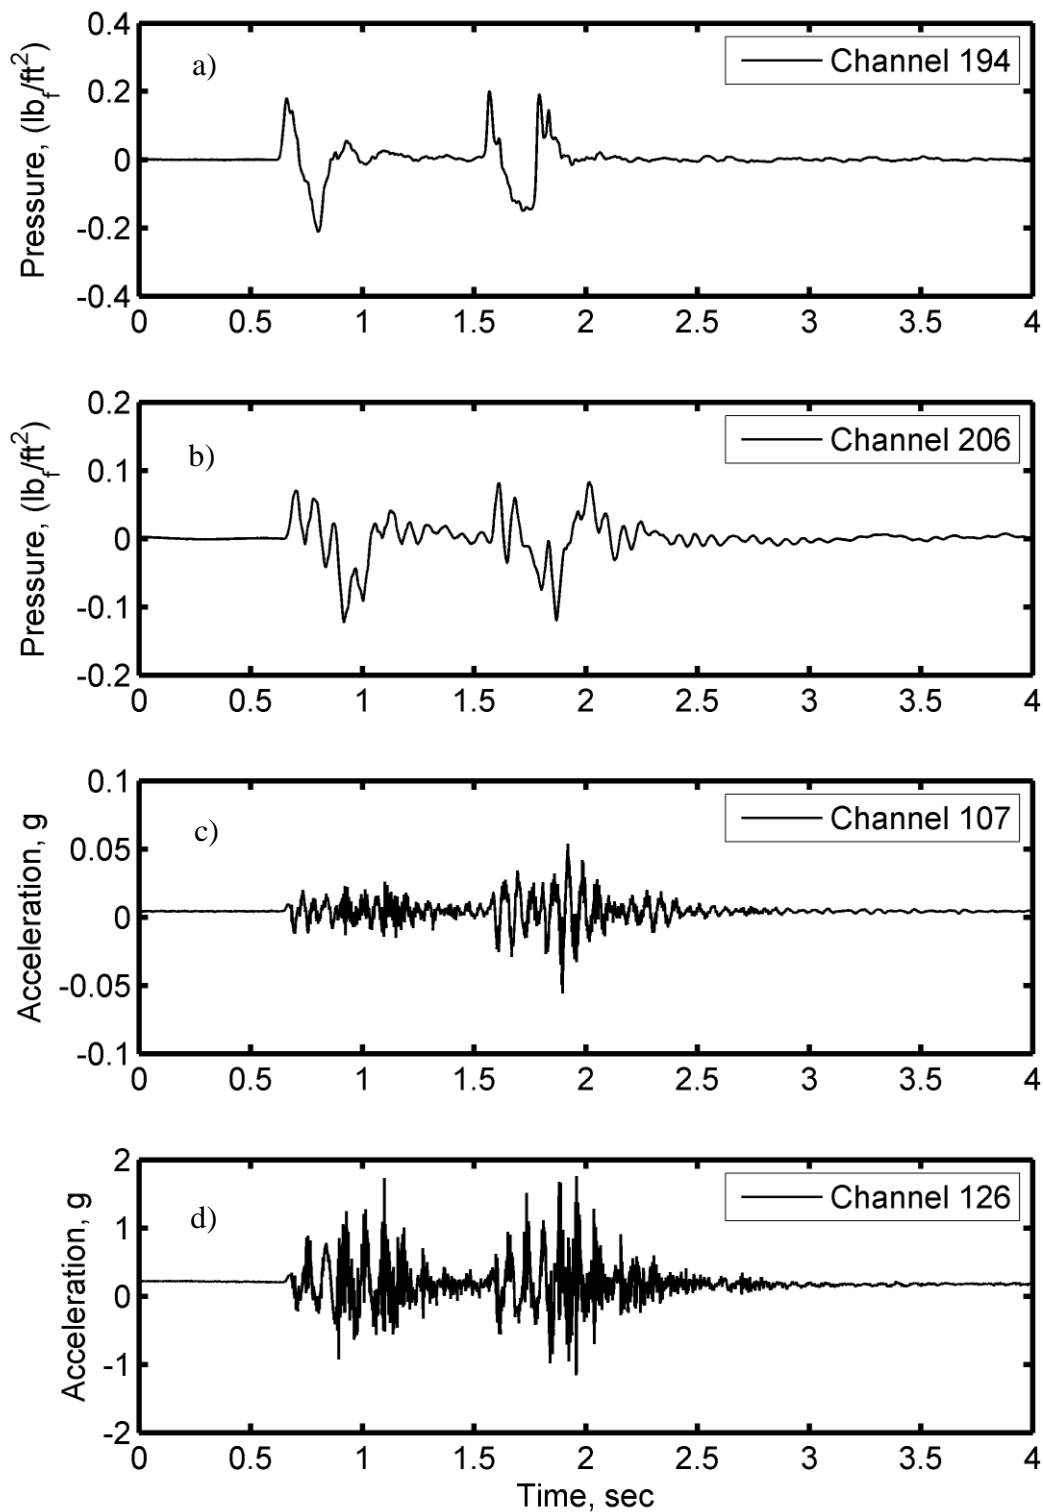 0.4
0.2
0
-0.2
-0.4
Pressure, (lb_f/ft²)
a)
Channel 194
0 0.5 1 1.5 2 2.5 3 3.5 4
0.2
0.1
0
-0.1
-0.2
Pressure, (lb_f/ft²)
b)
Channel 206
0 0.5 1 1.5 2 2.5 3 3.5 4
0.1
0.05
0
-0.05
-0.1
Acceleration, g
c)
Channel 107
0 0.5 1 1.5 2 2.5 3 3.5 4
2
1
0
-1
-2
Acceleration, g
d)
Channel 126
0 0.5 1 1.5 2 2.5 3 3.5 4
Time, sec